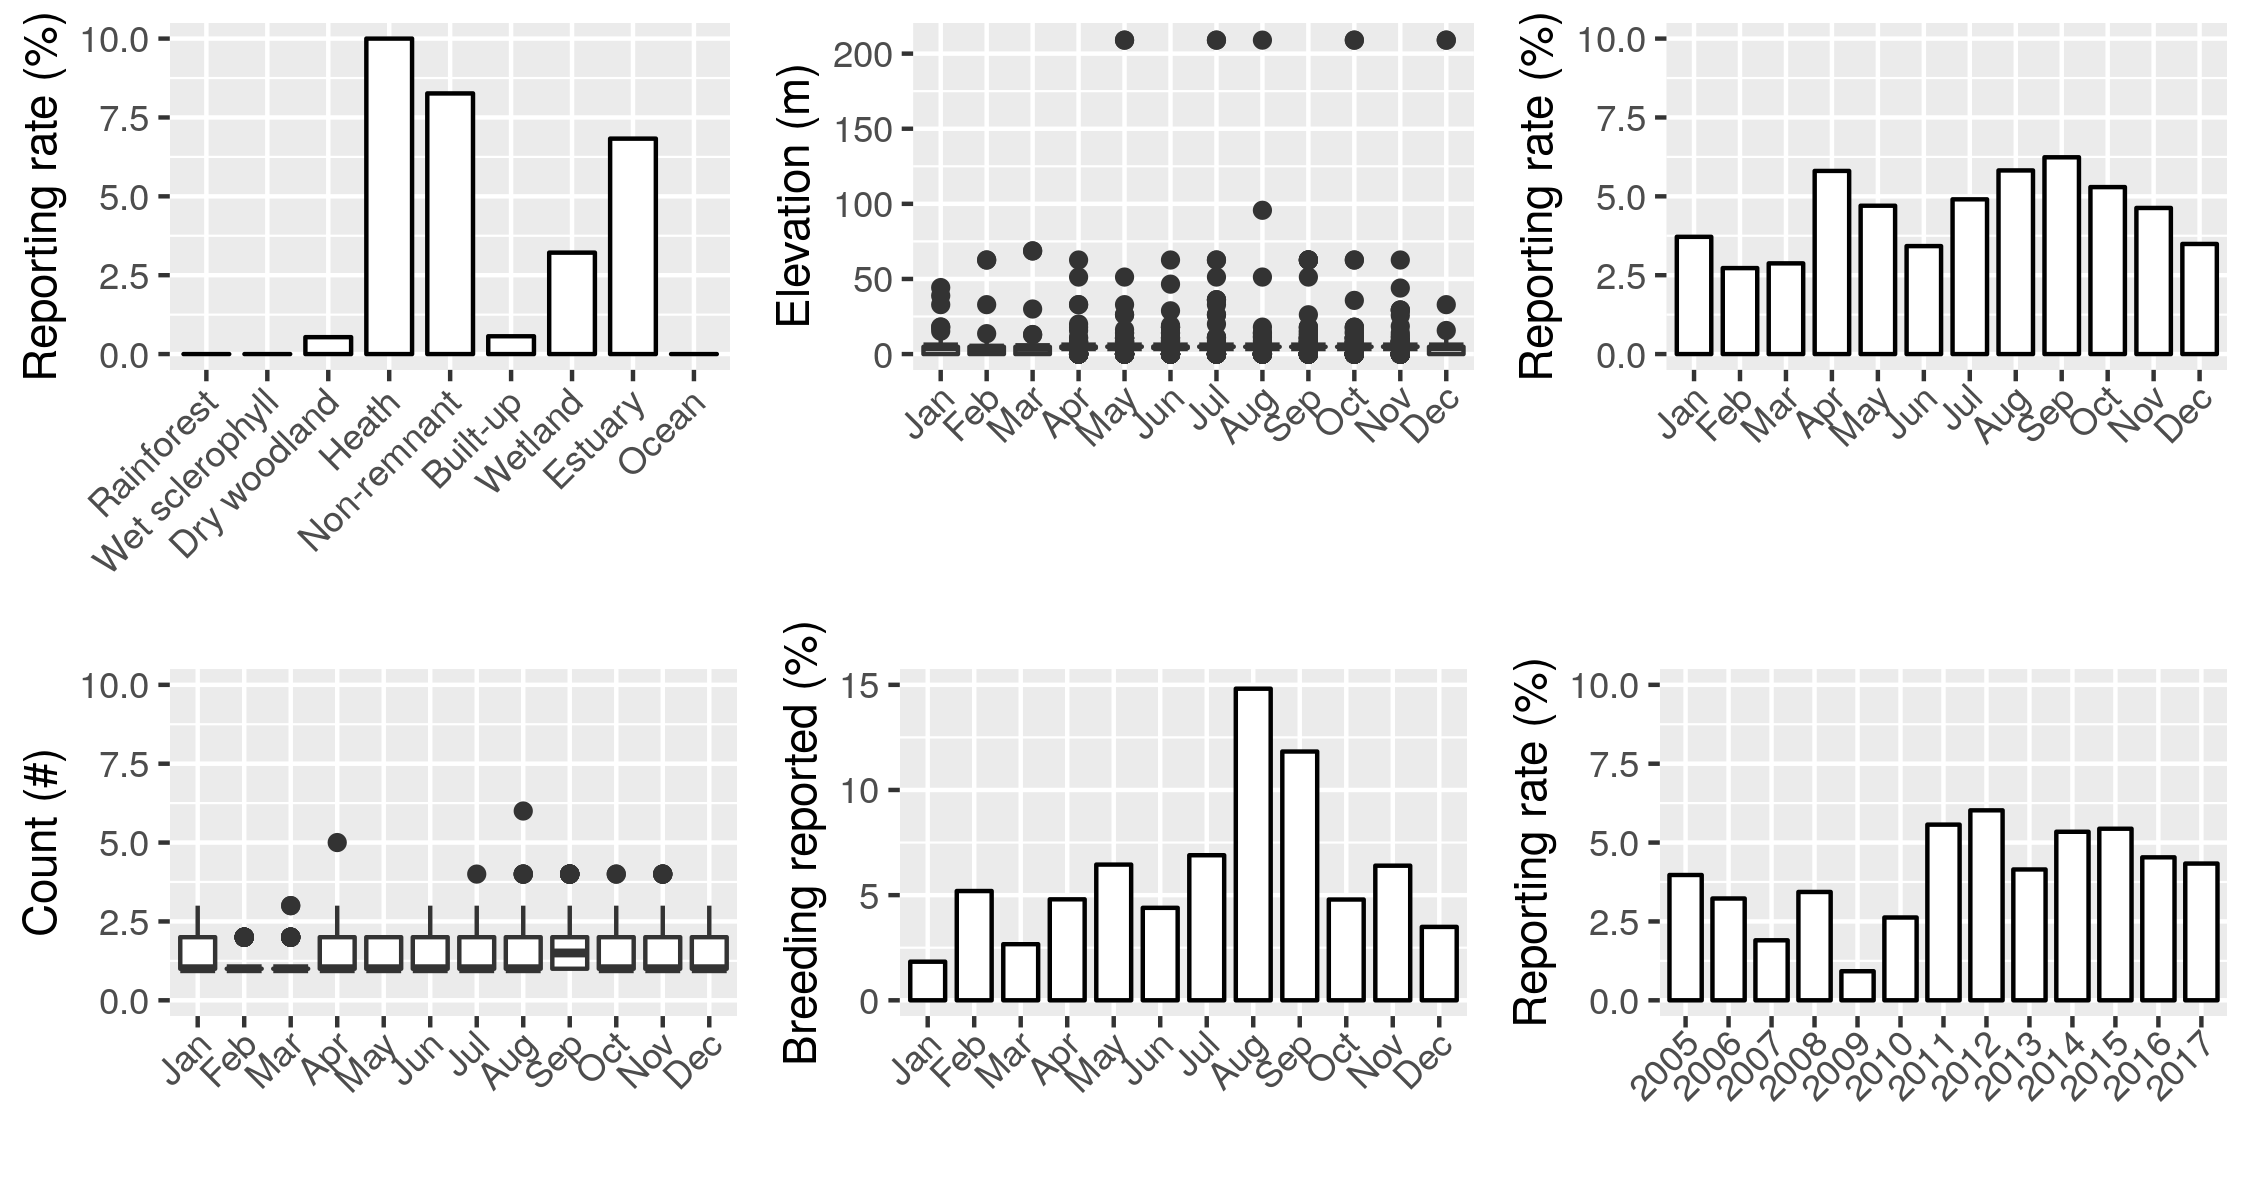 Reporting rate (%)
10.0
7.5
5.0
2.5
0.0
Rainforest
Wet sclerophyll
Dry woodland
Heath
Non-remnant
Built-up
Wetland
Estuary
Ocean
Elevation (m)
200
150
100
50
0
Jan
Feb
Mar
Apr
May
Jun
Jul
Aug
Sep
Oct
Nov
Dec
Reporting rate (%)
10.0
7.5
5.0
2.5
0.0
Jan
Feb
Mar
Apr
May
Jun
Jul
Aug
Sep
Oct
Nov
Dec
Count (#)
10.0
7.5
5.0
2.5
0.0
Jan
Feb
Mar
Apr
May
Jun
Jul
Aug
Sep
Oct
Nov
Dec
Breeding reported (%)
15
10
5
0
Jan
Feb
Mar
Apr
May
Jun
Jul
Aug
Sep
Oct
Nov
Dec
Reporting rate (%)
10.0
7.5
5.0
2.5
0.0
2005
2006
2007
2008
2009
2010
2011
2012
2013
2014
2015
2016
2017